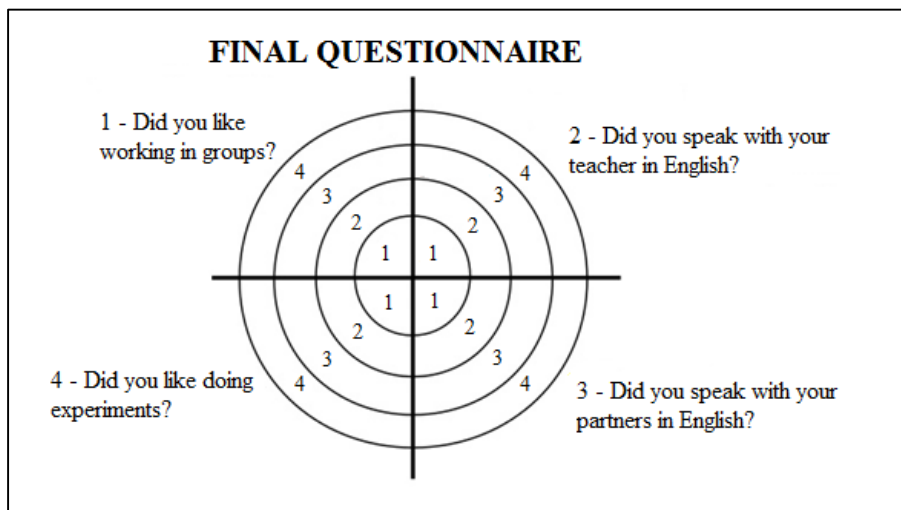 FINAL QUESTIONNAIRE
1 - Did you like
working in groups?
2 - Did you speak with your
teacher in English?
4
4
3
3
2
2
1
1
1
1
2
2
3
3
4
4
4 - Did you like doing
experiments?
3 - Did you speak with your
partners in English?